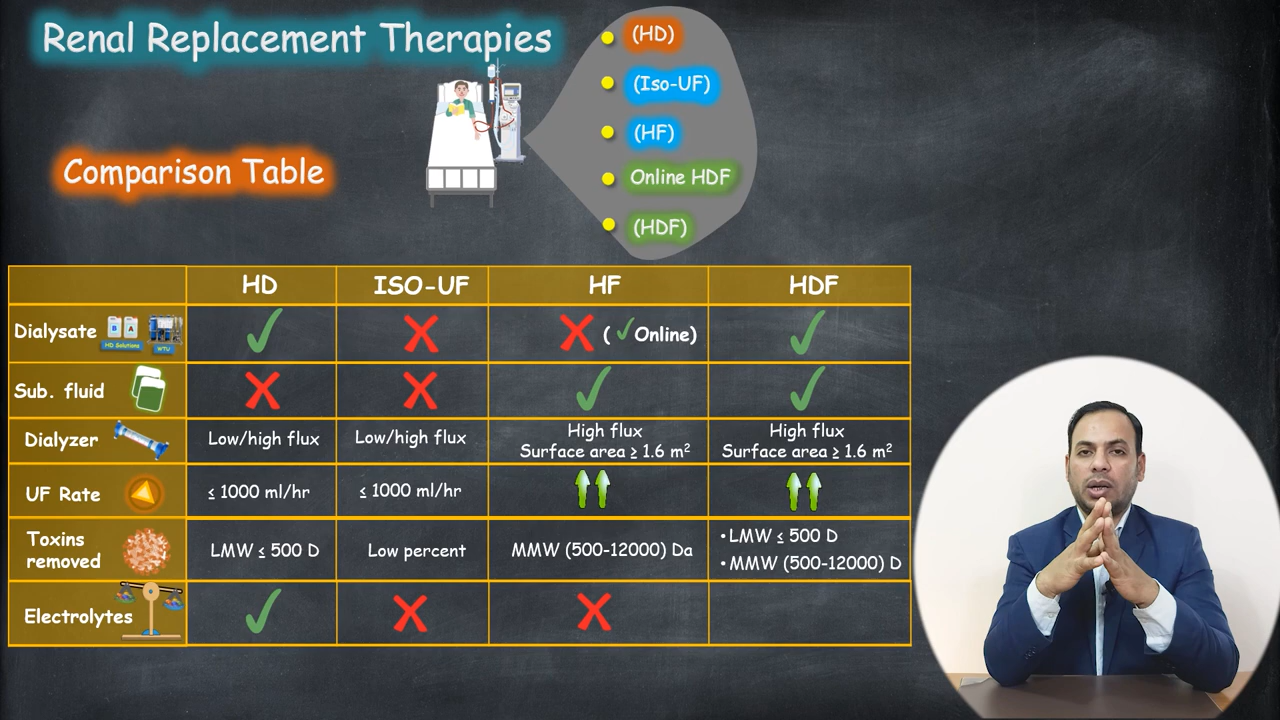 Renal Replacement Therapies
(HD)
(Iso-UF)
(HF)
Online HDF
(HDF)
Comparison Table
HD ISO-UF HF HDF
Dialysate B A HD Solutions WTU ( Online)
Sub. fluid
Dialyzer Low/high flux Low/high flux High flux Surface area ≥ 1.6 m² High flux Surface area ≥ 1.6 m²
UF Rate ≤ 1000 ml/hr ≤ 1000 ml/hr
Toxins removed LMW ≤ 500 D Low percent MMW (500-12000) Da • LMW ≤ 500 D • MMW (500-12000) D
Electrolytes